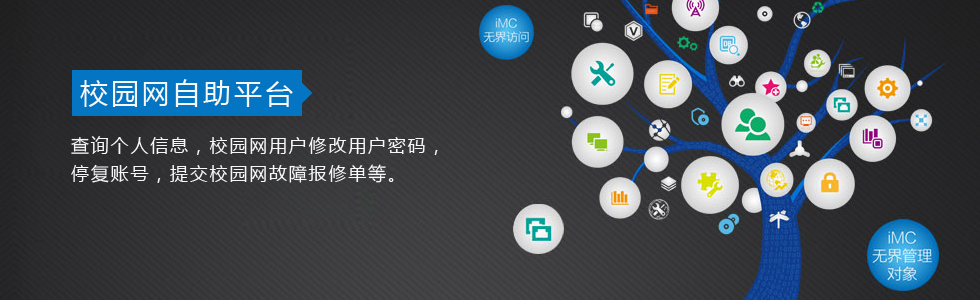 校园网自助平台
查询个人信息，校园网用户修改用户密码，
停复账号，提交校园网故障报修单等。
iMC
无界访问
iMC
无界管理
对象